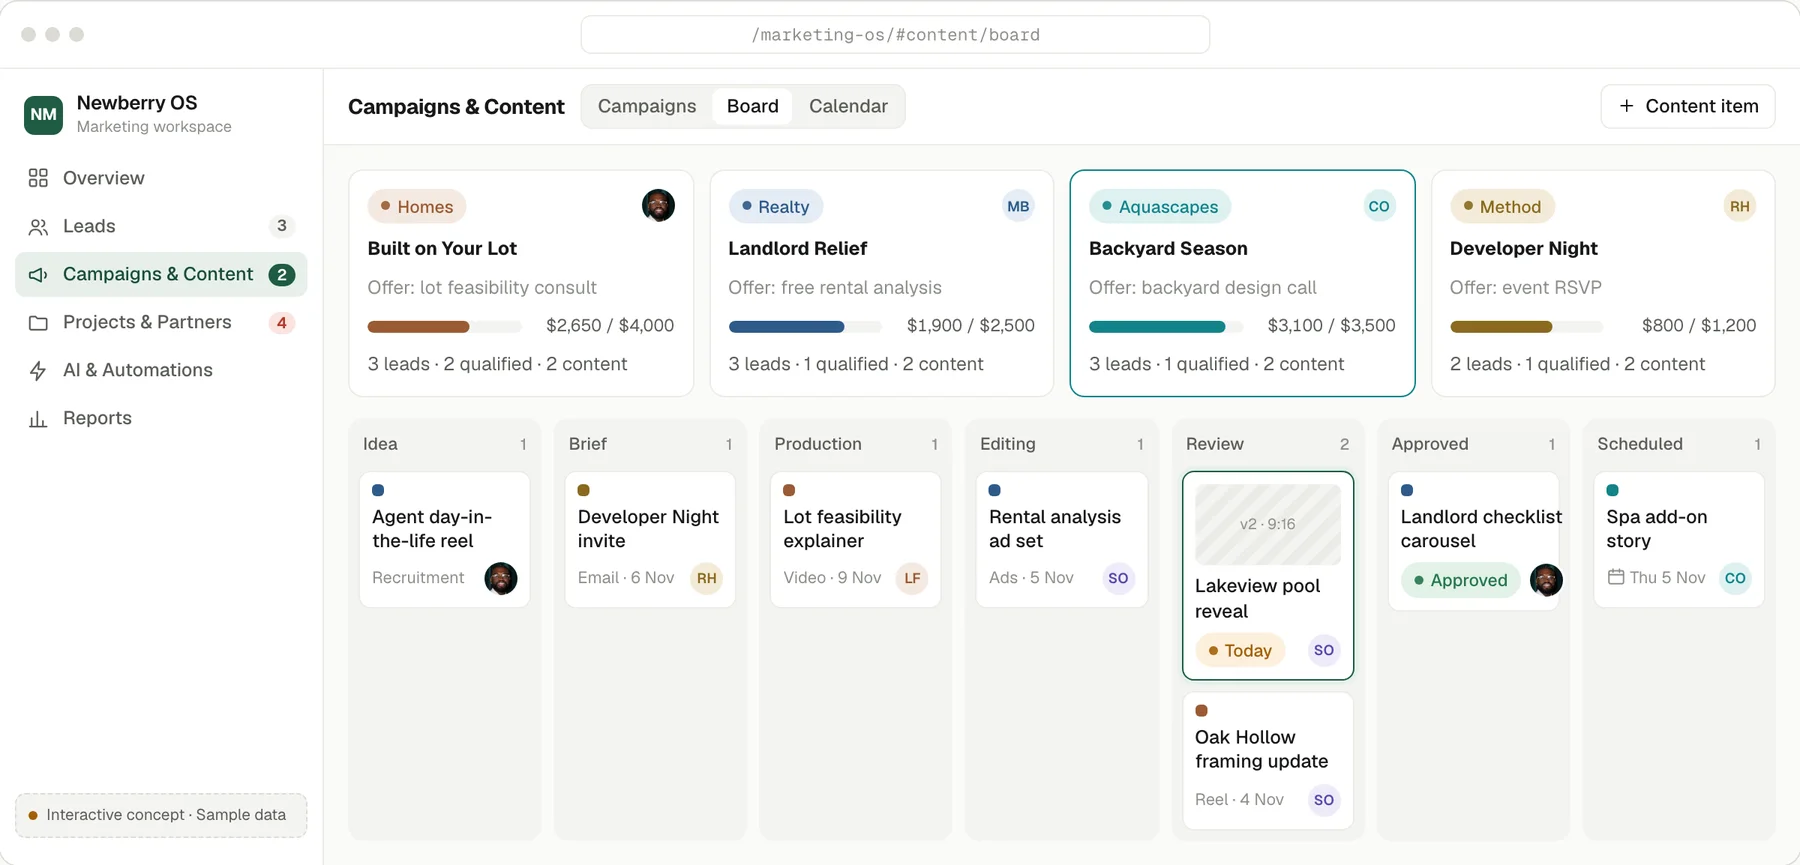 /marketing-os/#content/board
NM
Newberry OS
Marketing workspace
Overview
Leads 3
Campaigns & Content 2
Projects & Partners 4
AI & Automations
Reports
Interactive concept · Sample data
Campaigns & Content Campaigns Board Calendar
+ Content item
Homes
Built on Your Lot
Offer: lot feasibility consult
$2,650 / $4,000
3 leads · 2 qualified · 2 content
Realty MB
Landlord Relief
Offer: free rental analysis
$1,900 / $2,500
3 leads · 1 qualified · 2 content
Aquascapes CO
Backyard Season
Offer: backyard design call
$3,100 / $3,500
3 leads · 1 qualified · 2 content
Method RH
Developer Night
Offer: event RSVP
$800 / $1,200
2 leads · 1 qualified · 2 content
Idea 1
Agent day-in-
the-life reel
Recruitment
Brief 1
Developer Night
invite
Email · 6 Nov RH
Production 1
Lot feasibility
explainer
Video · 9 Nov LF
Editing 1
Rental analysis
ad set
Ads · 5 Nov SO
Review 2
v2 · 9:16
Lakeview pool
reveal
Today SO
Oak Hollow
framing update
Reel · 4 Nov SO
Approved 1
Landlord checklist
carousel
Approved
Scheduled 1
Spa add-on
story
Thu 5 Nov CO